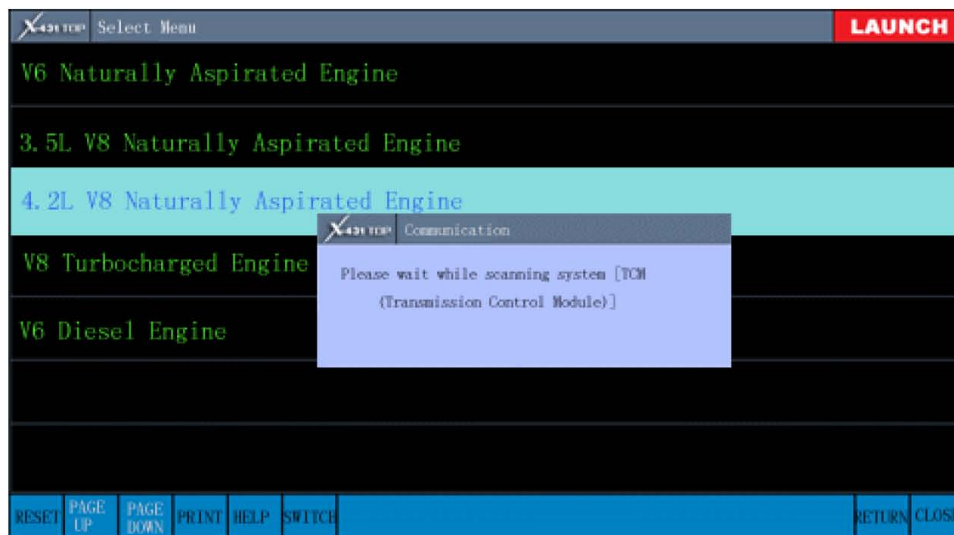 X-431 TOP Select Menu LAUNCH
V6 Naturally Aspirated Engine
3.5L V8 Naturally Aspirated Engine
4.2L V8 Naturally Aspirated Engine
X-431 TOP Communication
Please wait while scanning system [TCM
(Transmission Control Module)]
V8 Turbocharged Engine
V6 Diesel Engine
RESET PAGE UP PAGE DOWN PRINT HELP SWITCH RETURN CLOSE